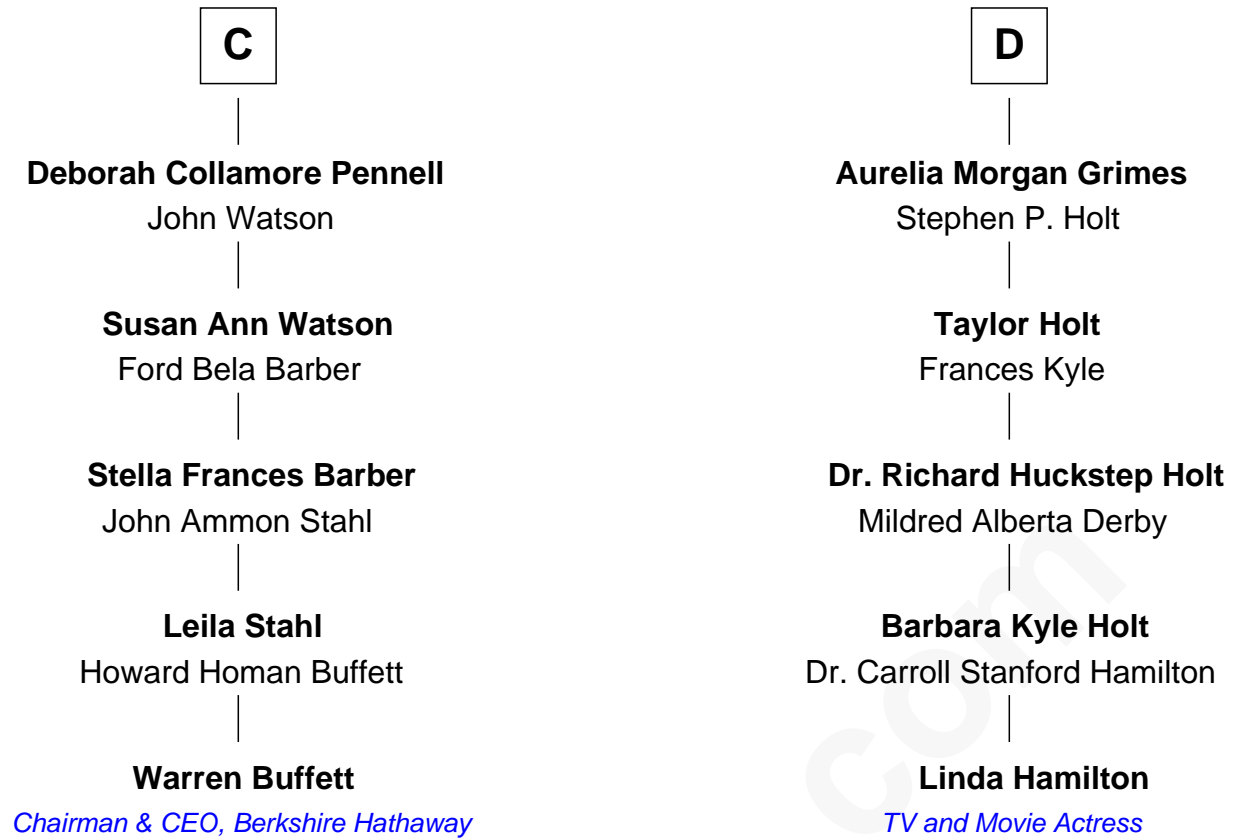 C
Deborah Collamore Pennell
John Watson
Susan Ann Watson
Ford Bela Barber
Stella Frances Barber
John Ammon Stahl
Leila Stahl
Howard Homan Buffett
Warren Buffett
Chairman & CEO, Berkshire Hathaway
D
Aurelia Morgan Grimes
Stephen P. Holt
Taylor Holt
Frances Kyle
Dr. Richard Huckstep Holt
Mildred Alberta Derby
Barbara Kyle Holt
Dr. Carroll Stanford Hamilton
Linda Hamilton
TV and Movie Actress
com